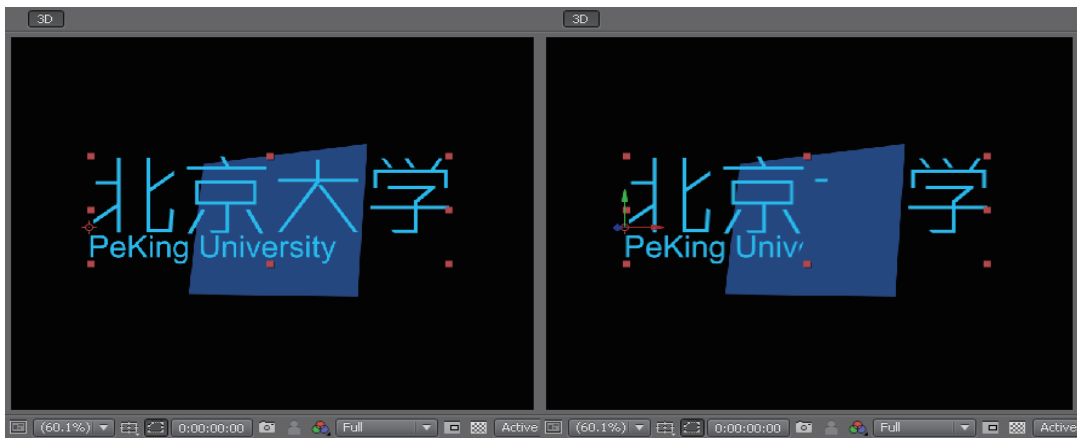 3D
北京大学
PeKing University
(60.1%)
0:00:00:00
Full
Active
3D
北京
学
PeKing Univ
(60.1%)
0:00:00:00
Full
Active